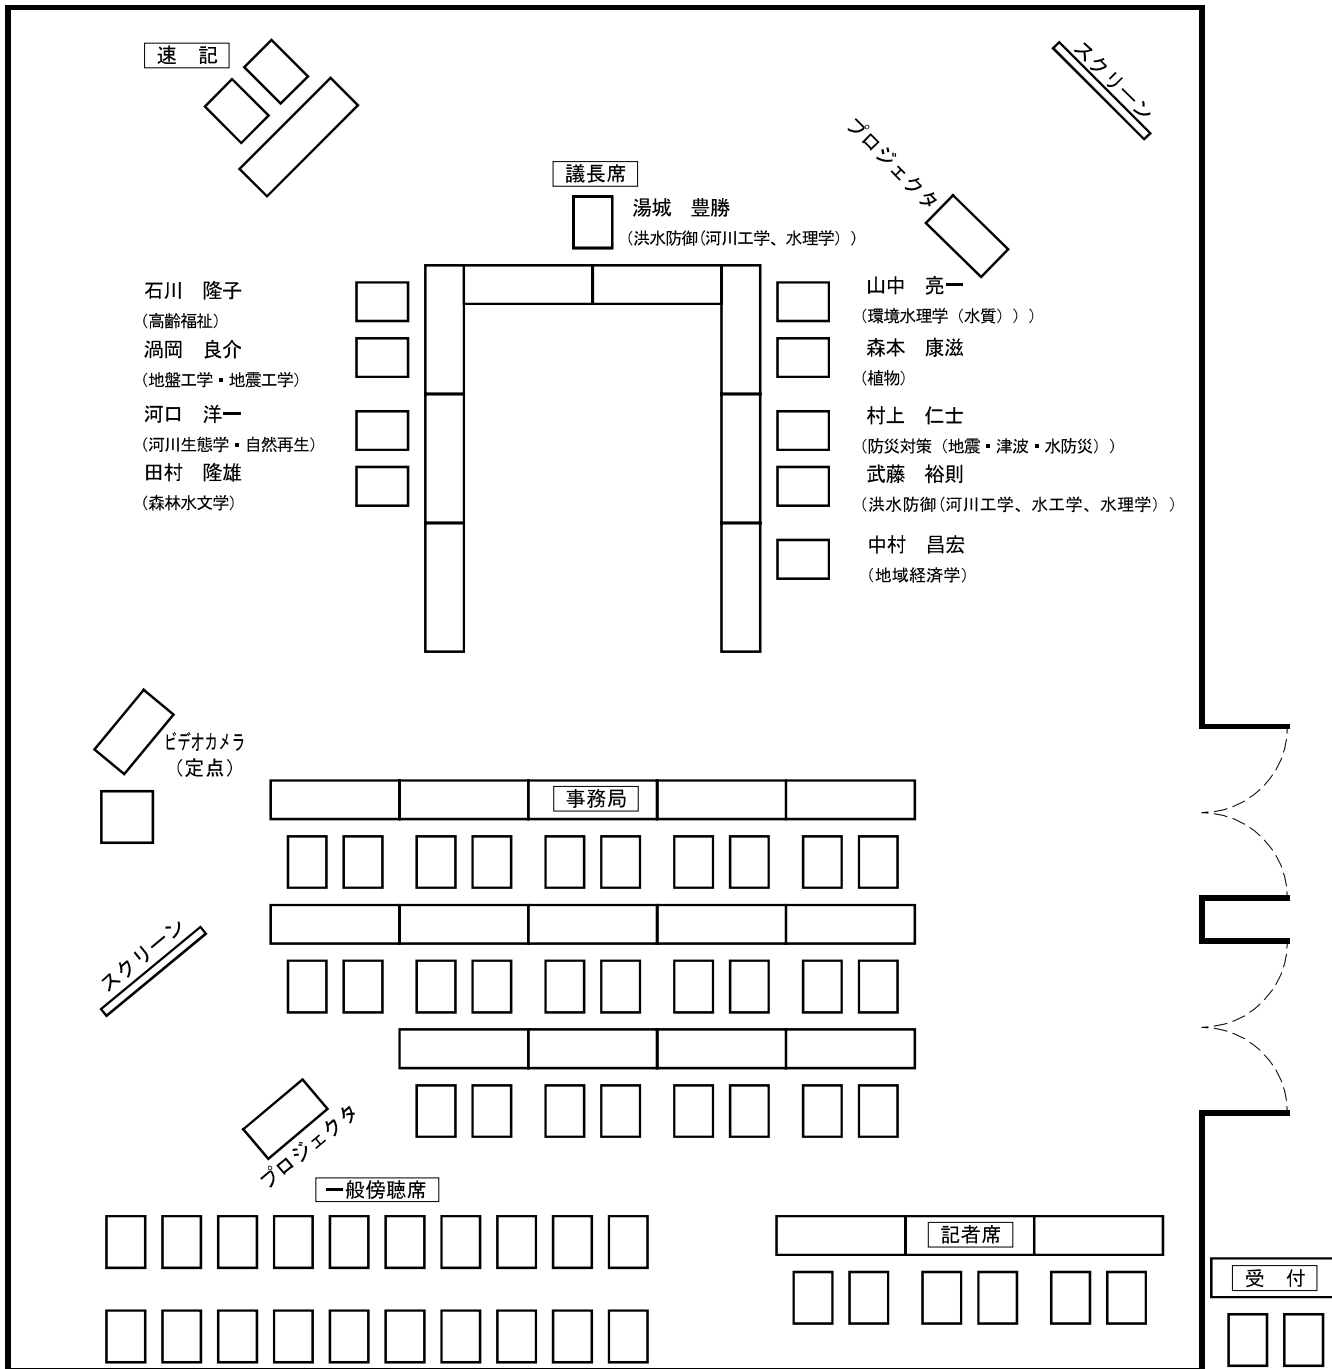 速　記
スクリーン
プロジェクタ
議長席
湯城　豊勝
(洪水防御(河川工学、水理学))
石川　隆子
(高齢福祉)
渦岡　良介
(地盤工学・地震工学)
河口　洋一
(河川生態学・自然再生)
田村　隆雄
(森林水文学)
山中　亮一
(環境水理学（水質）))
森本　康滋
(植物)
村上　仁士
(防災対策（地震・津波・水防災）)
武藤　裕則
(洪水防御(河川工学、水工学、水理学))
中村　昌宏
(地域経済学)
ビデオカメラ
（定点）
事務局
スクリーン
プロジェクタ
一般傍聴席
記者席
受　付